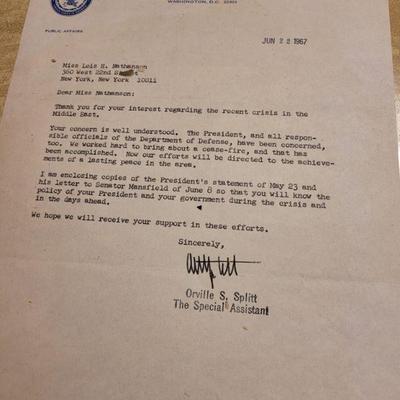 WASHINGTON, D.C. 20301
PUBLIC AFFAIRS
JUN 22 1967
Miss Lois H. Nathanson
360 West 22nd Street
New York, New York 10011
Dear Miss Nathanson:
Thank you for your interest regarding the recent crisis in the
Middle East.
Your concern is well understood. The President, and all respon-
sible officials of the Department of Defense, have been concerned,
too. We worked hard to bring about a cease-fire, and that has
been accomplished. Now our efforts will be directed to the achieve-
ments of a lasting peace in the area.
I am enclosing copies of the President's statement of May 23 and
his letter to Senator Mansfield of June 8 so that you will know the
policy of your President and your government during the crisis and
in the days ahead.
We hope we will receive your support in these efforts.
Sincerely,
Orville S. Splitt
The Special Assistant